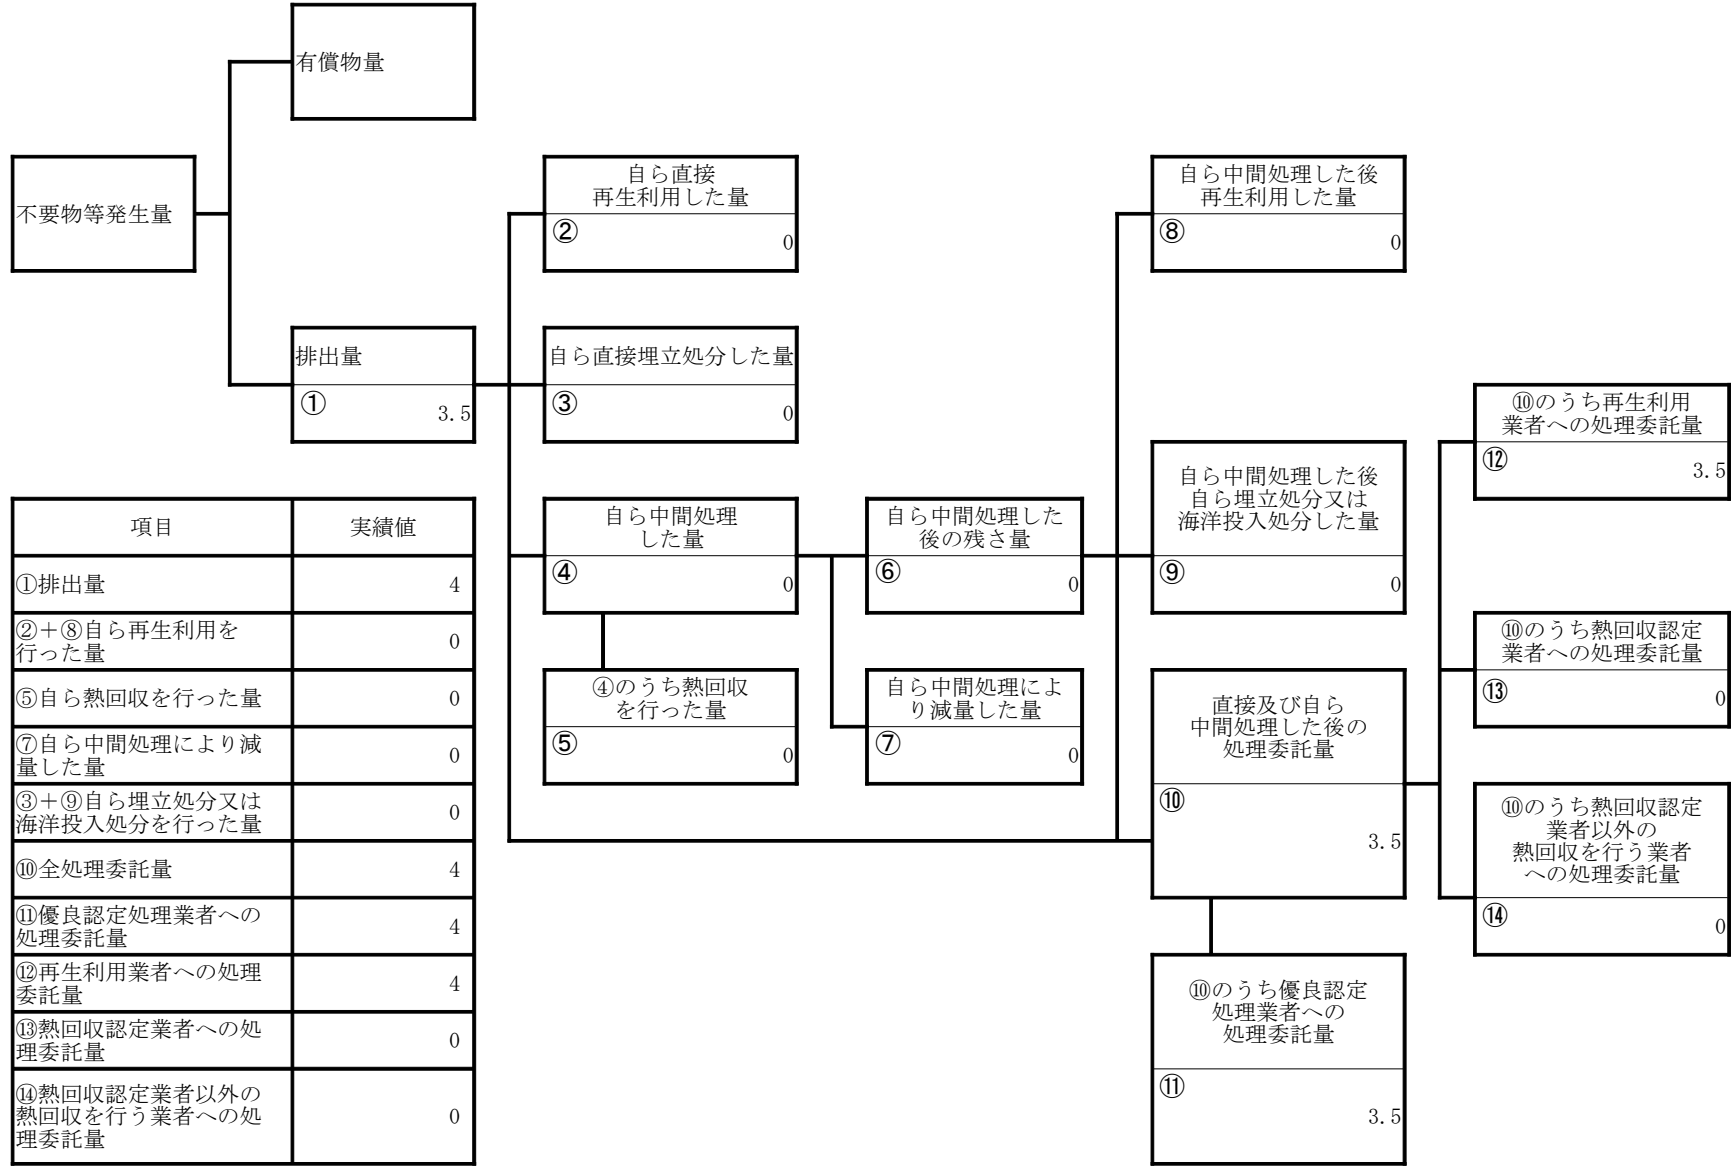 有償物量
不要物等発生量
自ら直接
再生利用した量
②
0
自ら中間処理した後
再生利用した量
⑧
0
排出量
①
3.5
自ら直接埋立処分した量
③
0
⑩のうち再生利用
業者への処理委託量
⑫
3.5
自ら中間処理
した量
④
0
自ら中間処理した
後の残さ量
⑥
0
自ら中間処理した後
自ら埋立処分又は
海洋投入処分した量
⑨
0
⑩のうち熱回収認定
業者への処理委託量
⑬
0
④のうち熱回収
を行った量
⑤
0
自ら中間処理によ
り減量した量
⑦
0
直接及び自ら
中間処理した後の
処理委託量
⑩
3.5
⑩のうち熱回収認定
業者以外の
熱回収を行う業者
への処理委託量
⑭
0
⑩のうち優良認定
処理業者への
処理委託量
⑪
3.5
項目 実績値
①排出量 4
②＋⑧自ら再生利用を
行った量 0
⑤自ら熱回収を行った量 0
⑦自ら中間処理により減
量した量 0
③＋⑨自ら埋立処分又は
海洋投入処分を行った量 0
⑩全処理委託量 4
⑪優良認定処理業者への
処理委託量 4
⑫再生利用業者への処理
委託量 4
⑬熱回収認定業者への処
理委託量 0
⑭熱回収認定業者以外の
熱回収を行う業者への処
理委託量 0